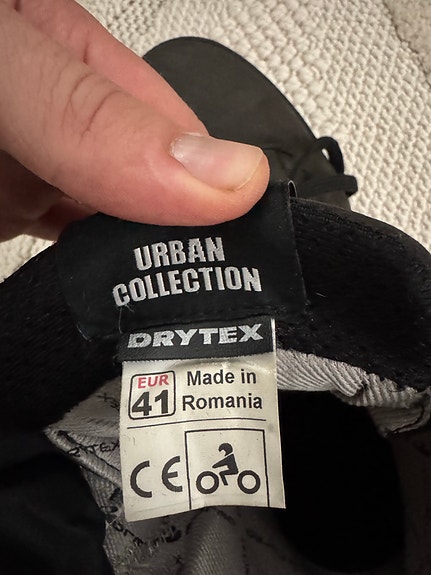 URBAN
COLLECTION
DRYTEX
EUR
41
Made in
Romania
CE